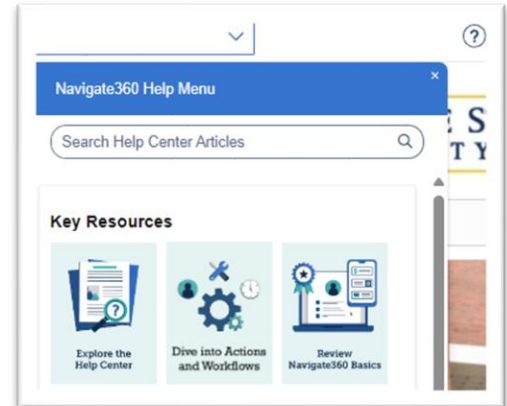 ?
Navigate360 Help Menu
×
E S
Search Help Center Articles
T Y
Key Resources
?
Explore the
Help Center
Dive into Actions
and Workflows
Review
Navigate360 Basics